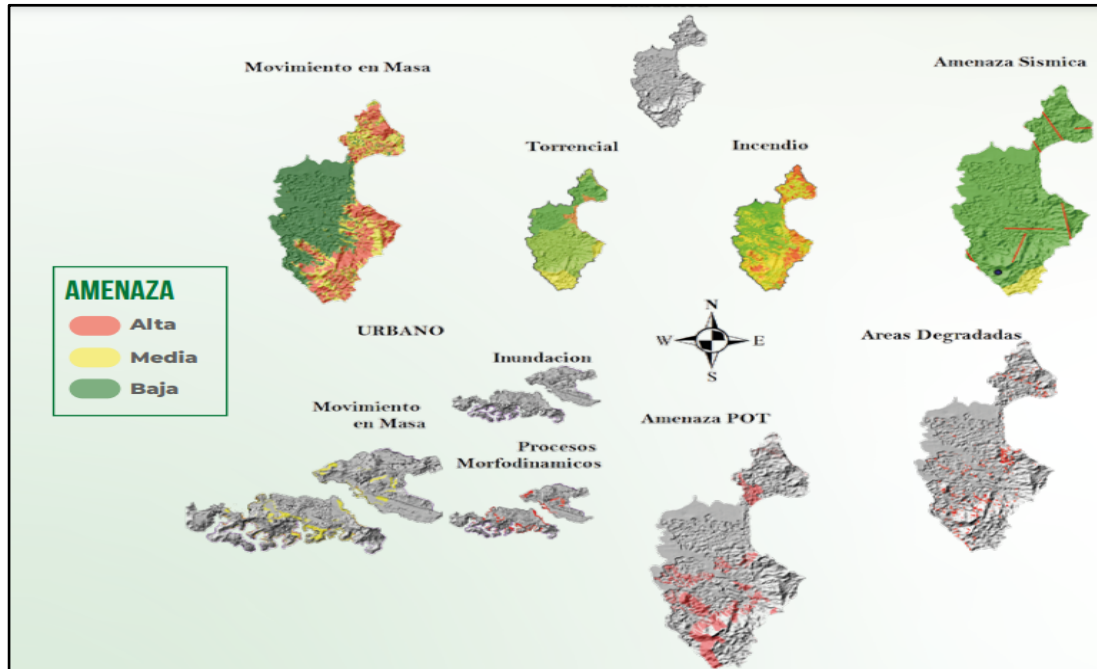 Movimiento en Masa
Amenaza Sismica
Torrencial
Incendio
AMENAZA
Alta
Media
Baja
URBANO
N
W
E
S
Areas Degradadas
Inundacion
Movimiento
en Masa
Amenaza POT
Procesos
Morfodinamicos